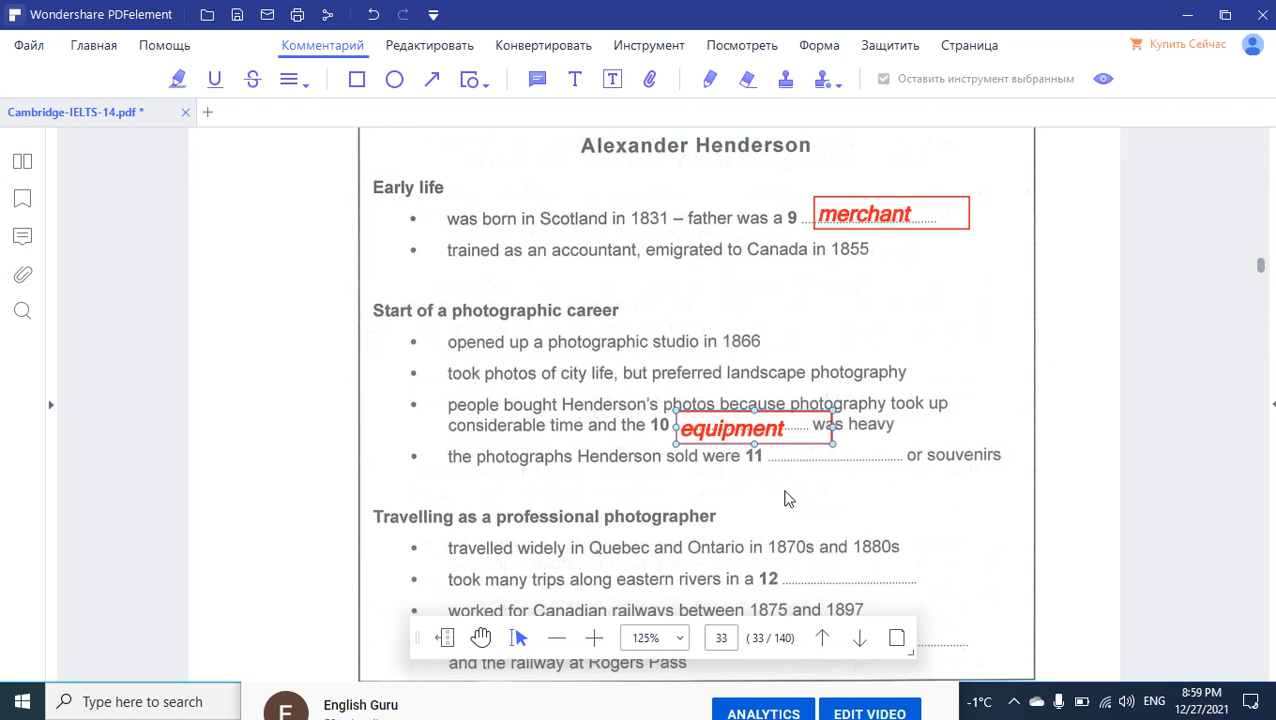 Wondershare PDFelement
Файл Главная Помощь Комментарий Редактировать Конвертировать Инструмент Посмотреть Форма Защитить Страница Купить Сейчас
Оставить инструмент выбранным
Cambridge-IELTS-14.pdf *
Alexander Henderson
Early life
• was born in Scotland in 1831 – father was a 9 merchant
• trained as an accountant, emigrated to Canada in 1855
Start of a photographic career
• opened up a photographic studio in 1866
• took photos of city life, but preferred landscape photography
• people bought Henderson's photos because photography took up
considerable time and the 10 equipment was heavy
• the photographs Henderson sold were 11 .................... or souvenirs
Travelling as a professional photographer
• travelled widely in Quebec and Ontario in 1870s and 1880s
• took many trips along eastern rivers in a 12 ....................
• worked for Canadian railways between 1875 and 1897
125% 33 ( 33 / 140)
and the railway at Rogers Pass
Type here to search
E
English Guru
ANALYTICS EDIT VIDEO
-1°C ENG 8:59 PM
12/27/2021